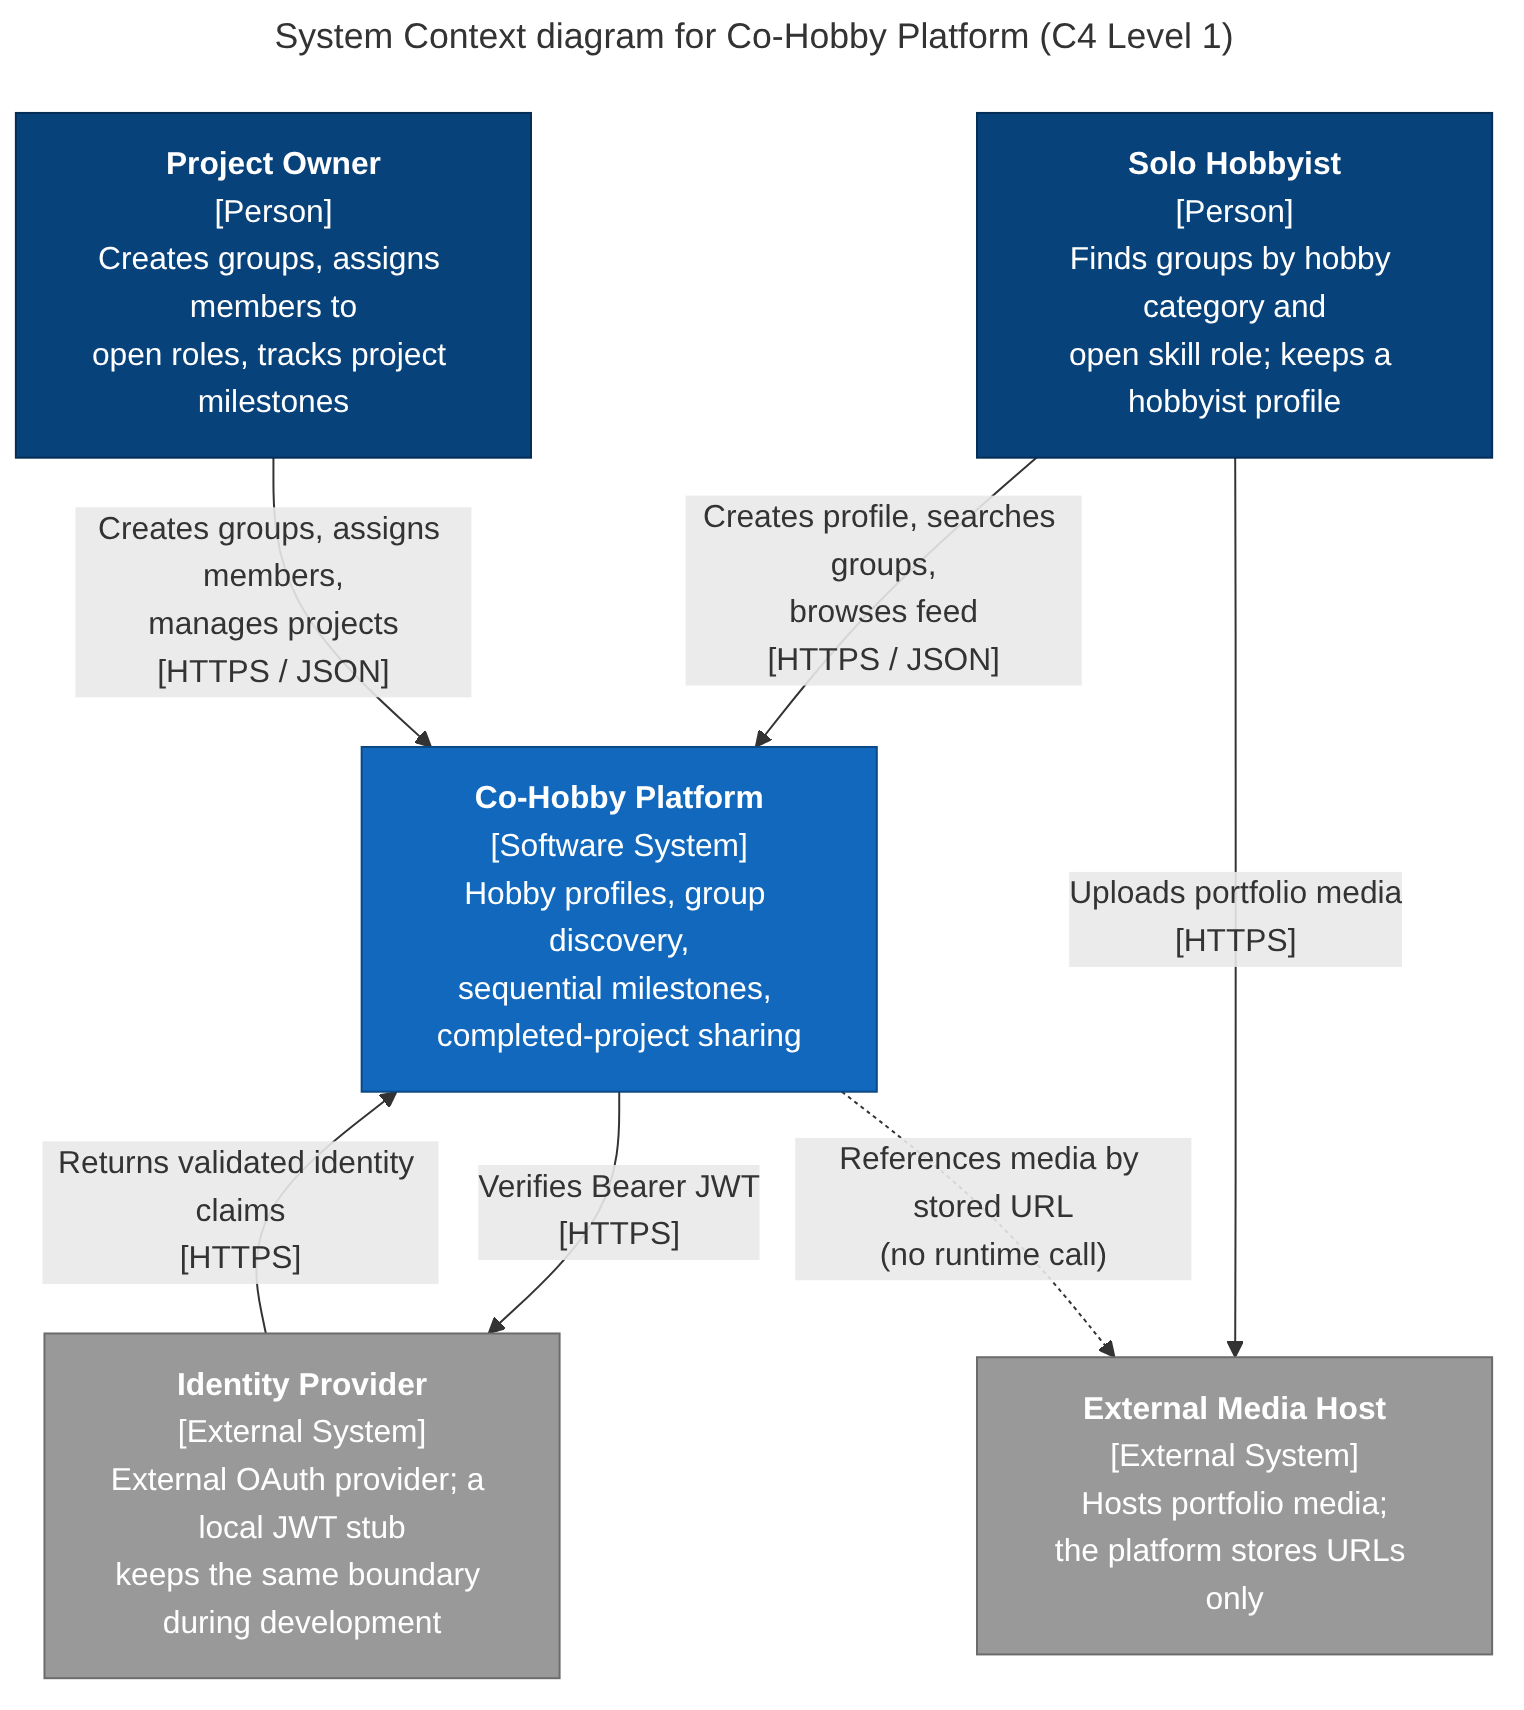 System Context diagram for Co-Hobby Platform (C4 Level 1)
Project Owner
[Person]
Creates groups, assigns
members to
open roles, tracks project
milestones
Solo Hobbyist
[Person]
Finds groups by hobby
category and
open skill role; keeps a
hobbyist profile
Creates groups, assigns
members,
manages projects
[HTTPS / JSON]
Creates profile, searches
groups,
browses feed
[HTTPS / JSON]
Co-Hobby Platform
[Software System]
Hobby profiles, group
discovery,
sequential milestones,
completed-project sharing
Uploads portfolio media
[HTTPS]
Returns validated identity
claims
[HTTPS]
Verifies Bearer JWT
[HTTPS]
References media by
stored URL
(no runtime call)
Identity Provider
[External System]
External OAuth provider; a
local JWT stub
keeps the same boundary
during development
External Media Host
[External System]
Hosts portfolio media;
the platform stores URLs
only